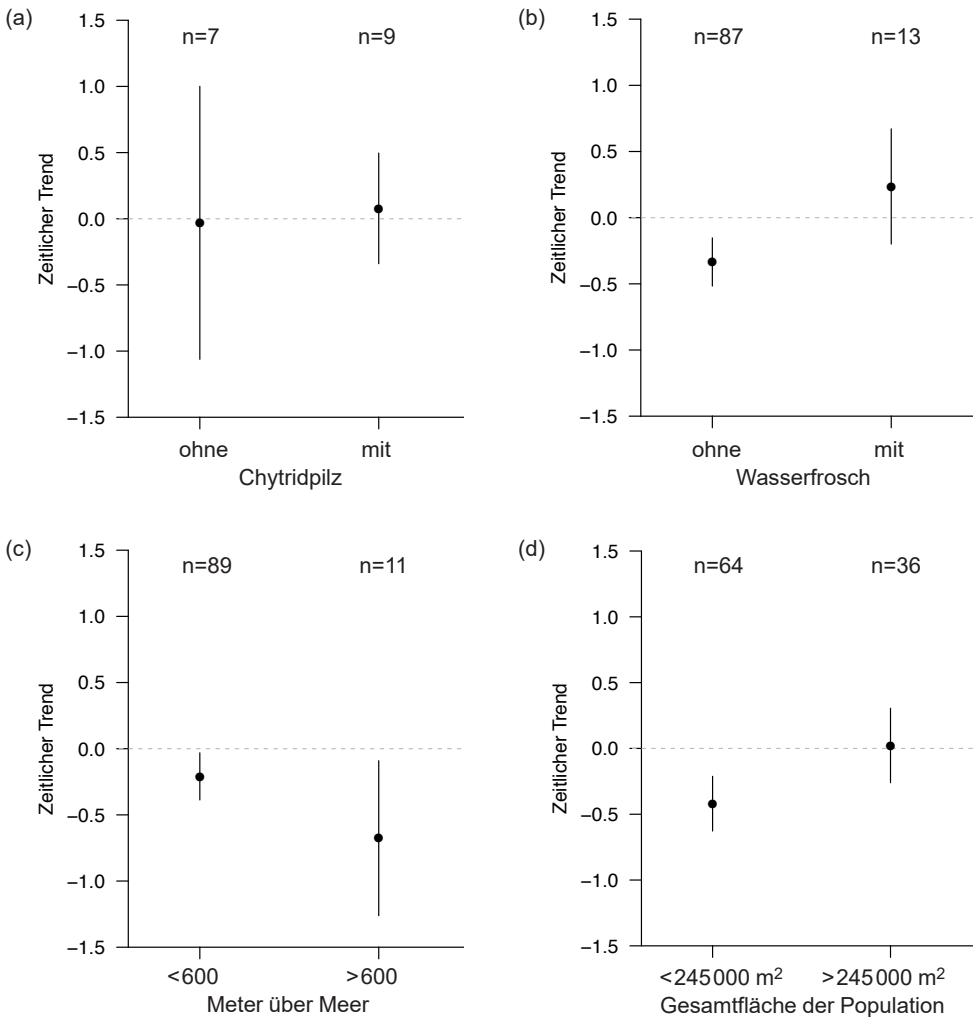 (a)
n=7 n=9
1.5
1.0
0.5
0.0
−0.5
−1.0
−1.5
Zeitlicher Trend
ohne mit
Chytridpilz
(b)
n=87 n=13
1.5
1.0
0.5
0.0
−0.5
−1.0
−1.5
Zeitlicher Trend
ohne mit
Wasserfrosch
(c)
n=89 n=11
1.5
1.0
0.5
0.0
−0.5
−1.0
−1.5
Zeitlicher Trend
<600 >600
Meter über Meer
(d)
n=64 n=36
1.5
1.0
0.5
0.0
−0.5
−1.0
−1.5
Zeitlicher Trend
<245000 m² >245000 m²
Gesamtfläche der Population